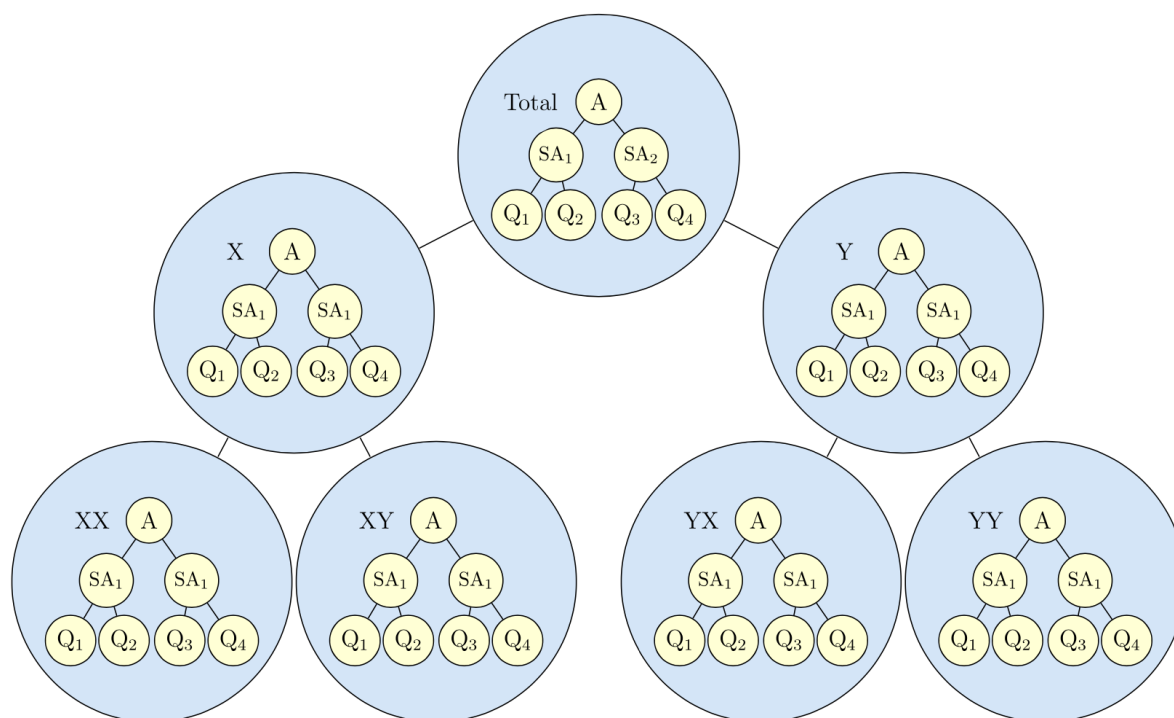 Total A
SA₁ SA₂
Q₁ Q₂ Q₃ Q₄
X A
SA₁ SA₁
Q₁ Q₂ Q₃ Q₄
Y A
SA₁ SA₁
Q₁ Q₂ Q₃ Q₄
XX A
SA₁ SA₁
Q₁ Q₂ Q₃ Q₄
XY A
SA₁ SA₁
Q₁ Q₂ Q₃ Q₄
YX A
SA₁ SA₁
Q₁ Q₂ Q₃ Q₄
YY A
SA₁ SA₁
Q₁ Q₂ Q₃ Q₄